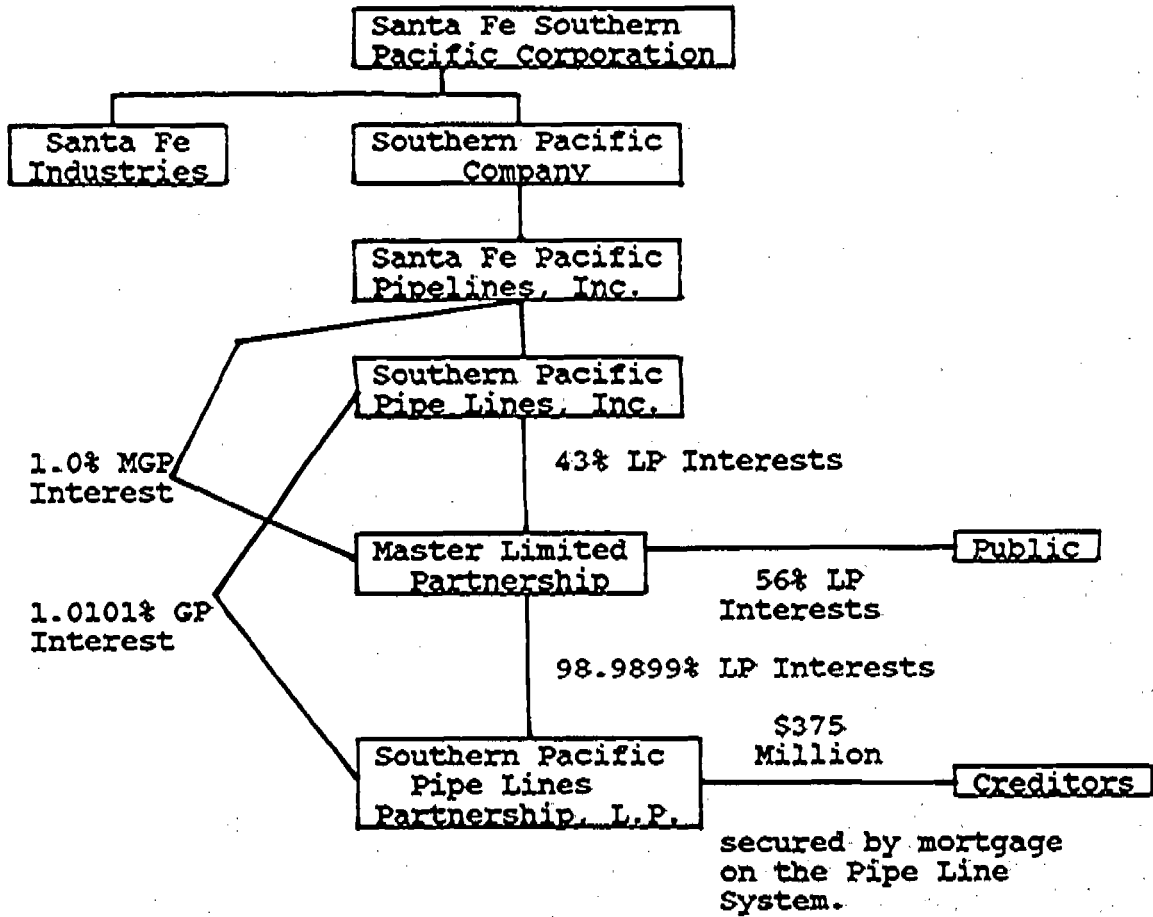 Santa Fe Southern
Pacific Corporation
Santa Fe
Industries
Southern Pacific
Company
Santa Fe Pacific
Pipelines, Inc.
Southern Pacific
Pipe Lines, Inc.
1.0% MGP
Interest
43% LP Interests
Master Limited
Partnership
Public
56% LP
Interests
1.0101% GP
Interest
98.9899% LP Interests
$375
Million
Southern Pacific
Pipe Lines
Partnership, L.P.
Creditors
secured by mortgage
on the Pipe Line
System.